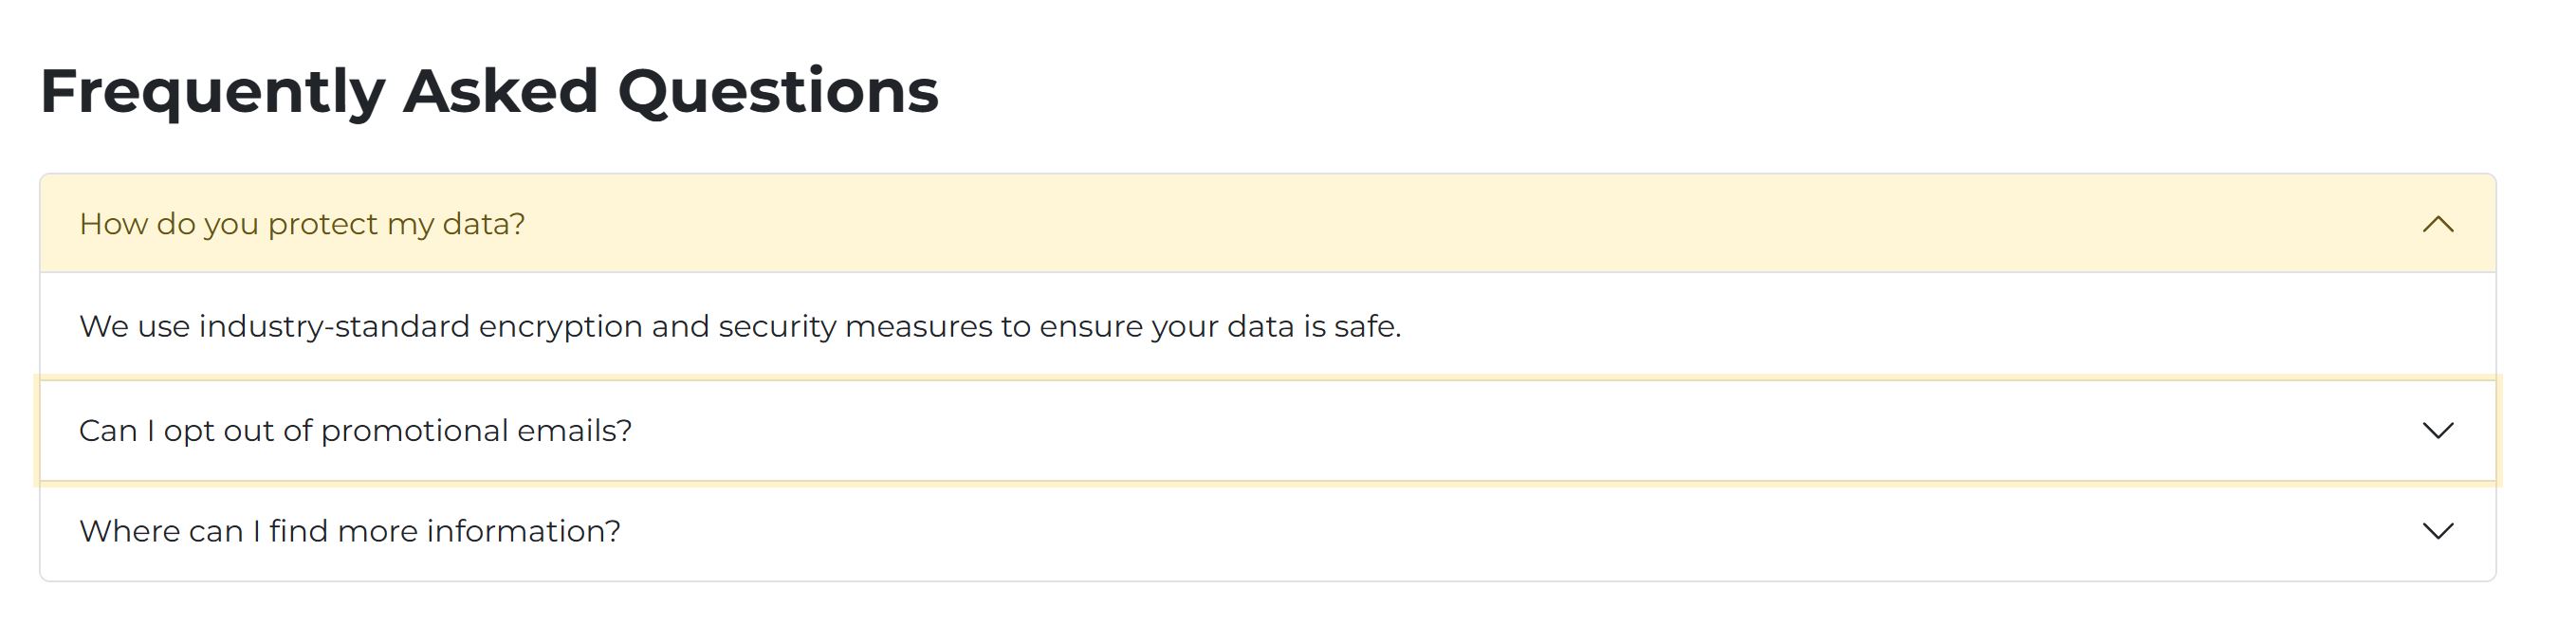 Frequently Asked Questions
How do you protect my data?
We use industry-standard encryption and security measures to ensure your data is safe.
Can I opt out of promotional emails?
Where can I find more information?